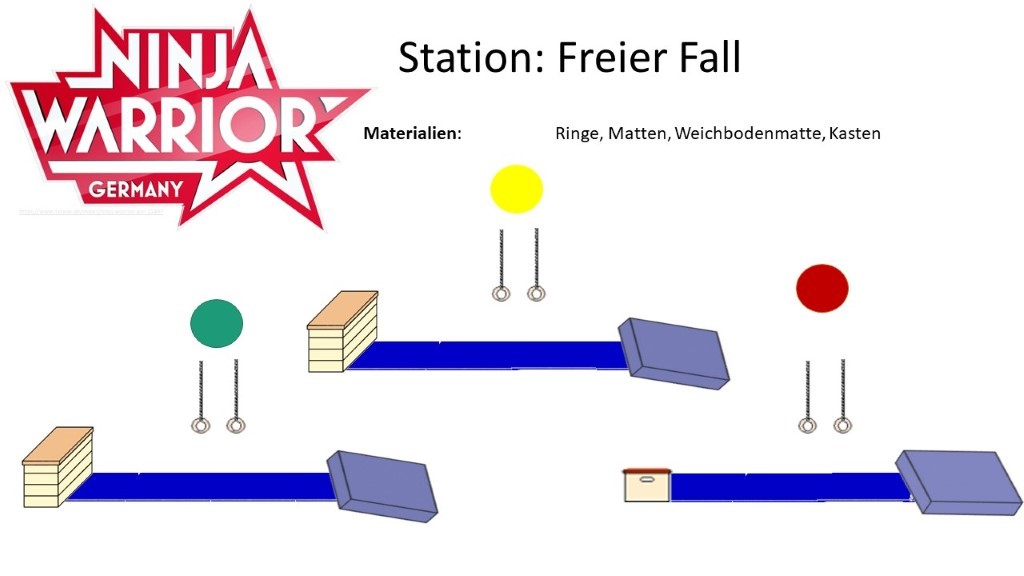 NINJA
WARRIOR
GERMANY
Station: Freier Fall
Materialien: Ringe, Matten, Weichbodenmatte, Kasten